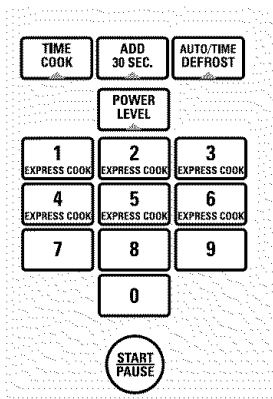 TIME
COOK
ADD
30 SEC.
AUTO/TIME
DEFROST
POWER
LEVEL
1
EXPRESS COOK
2
EXPRESS COOK
3
EXPRESS COOK
4
EXPRESS COOK
5
EXPRESS COOK
6
EXPRESS COOK
7
8
9
0
START
PAUSE